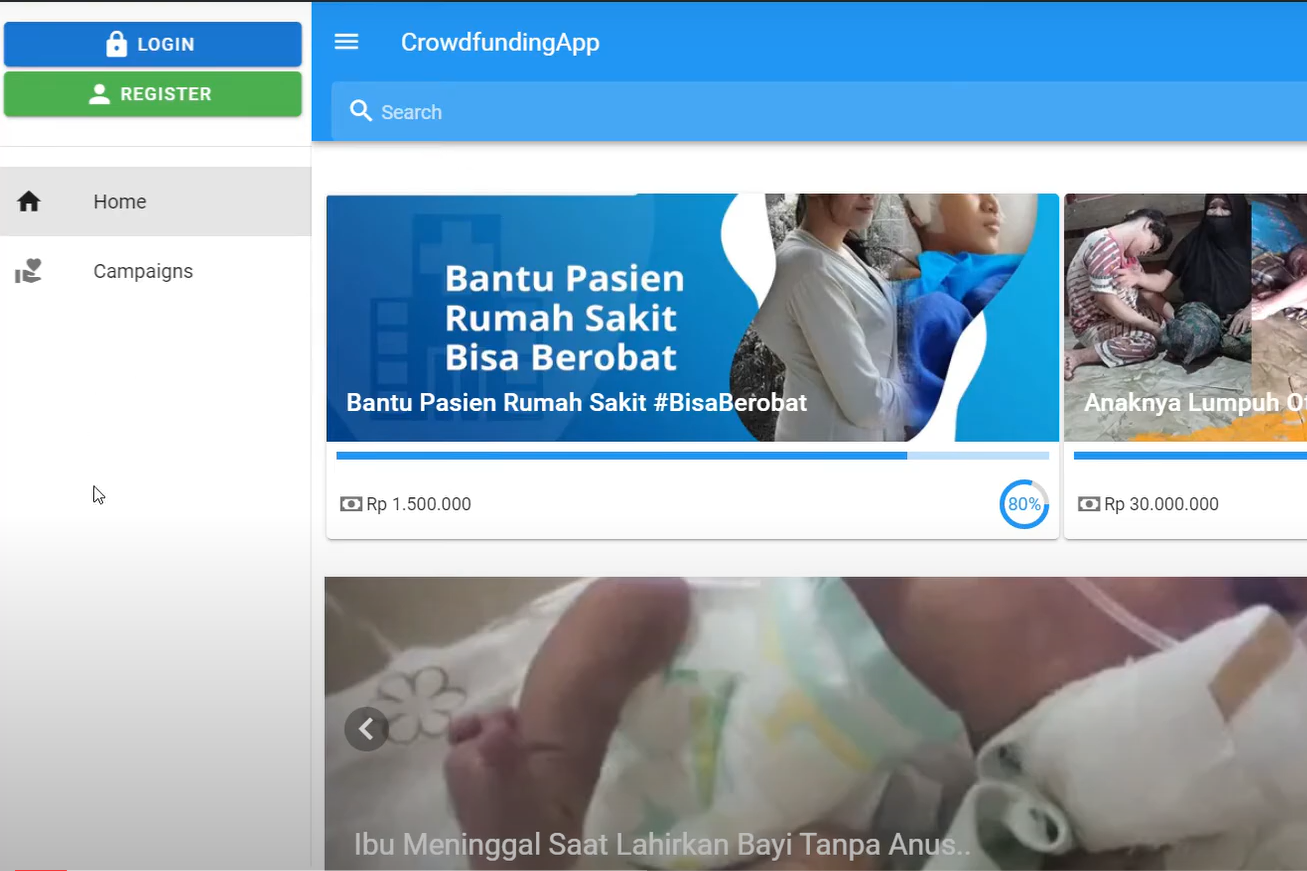 LOGIN
REGISTER
Home
Campaigns
CrowdfundingApp
Search
Bantu Pasien
Rumah Sakit
Bisa Berobat
Bantu Pasien Rumah Sakit #BisaBerobat
Rp 1.500.000
80%
Anaknya Lumpuh
Rp 30.000.000
Ibu Meninggal Saat Lahirkan Bayi Tanpa Anus..